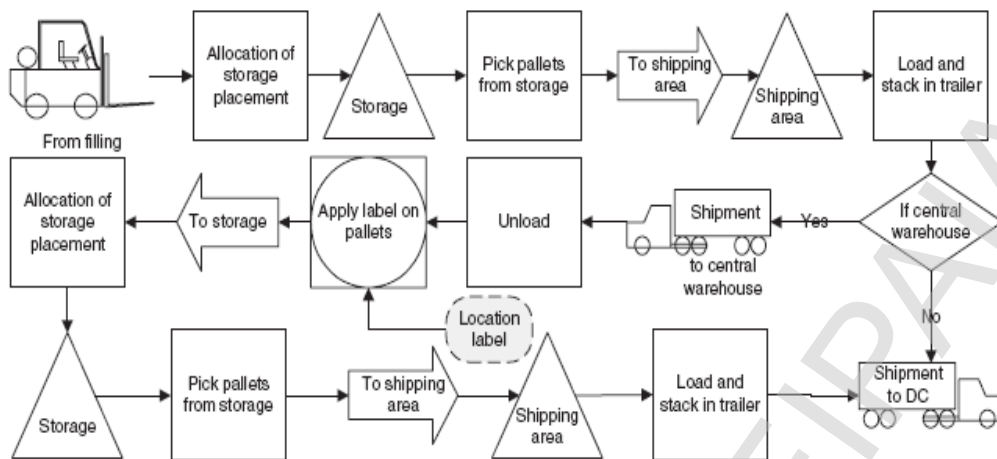 Allocation of
storage
placement
Storage
Pick pallets
from storage
To shipping
area
Shipping
area
Load and
stack in trailer
From filling
Allocation of
storage
placement
To storage
Apply label on
pallets
Unload
Shipment
to central
warehouse
Yes
If central
warehouse
No
Location
label
Storage
Pick pallets
from storage
To shipping
area
Shipping
area
Load and
stack in trailer
Shipment
to DC